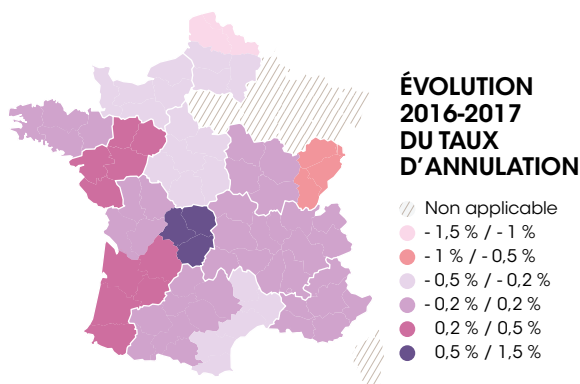 ÉVOLUTION
2016-2017
DU TAUX
D'ANNULATION
Non applicable
- 1,5 % / - 1 %
- 1 % / - 0,5 %
- 0,5 % / - 0,2 %
- 0,2 % / 0,2 %
0,2 % / 0,5 %
0,5 % / 1,5 %